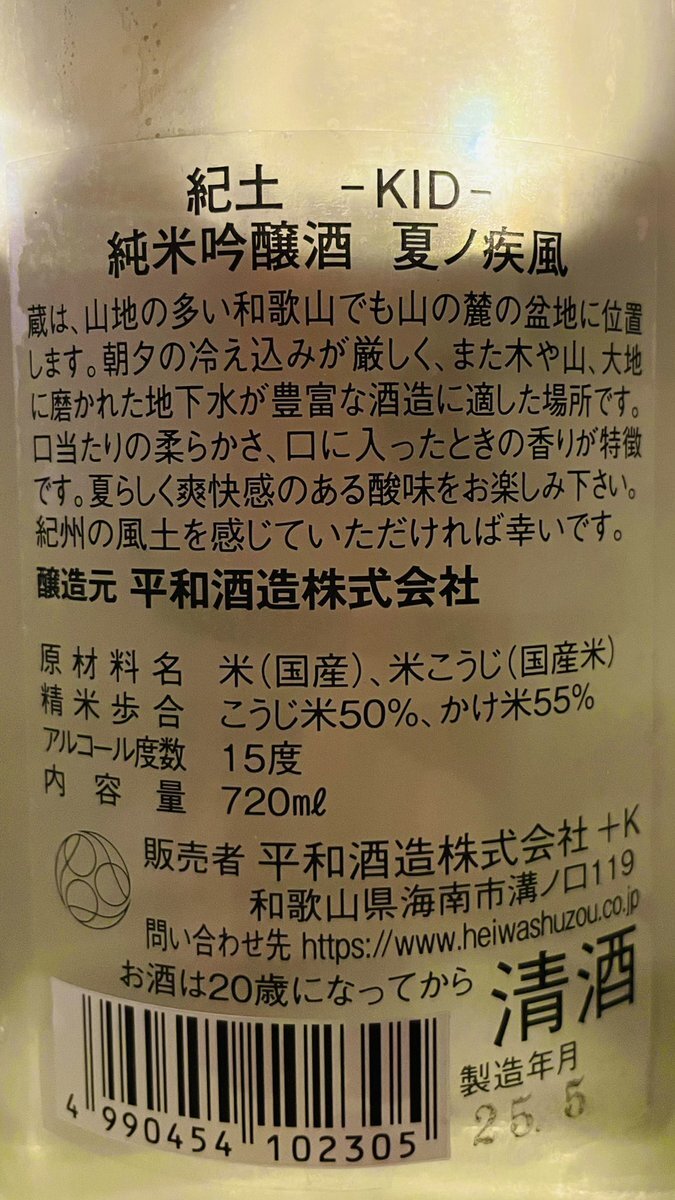 紀土 -KID-
純米吟醸酒 夏ノ疾風
蔵は、山地の多い和歌山でも山の麓の盆地に位置
します。朝夕の冷え込みが厳しく、また木や山、大地
に磨かれた地下水が豊富な酒造に適した場所です。
口当たりの柔らかさ、口に入ったときの香りが特徴
です。夏らしく爽快感のある酸味をお楽しみ下さい。
紀州の風土を感じていただければ幸いです。
醸造元 平和酒造株式会社
原材料名 米(国産)、米こうじ(国産米)
精米歩合 こうじ米50%、かけ米55%
アルコール度数 15度
内容量 720㎖
販売者 平和酒造株式会社 +K
和歌山県海南市溝ノ口119
問い合わせ先 https://www.heiwashuzou.co.jp
お酒は20歳になってから
清酒
製造年月
25. 5
4 990454 102305